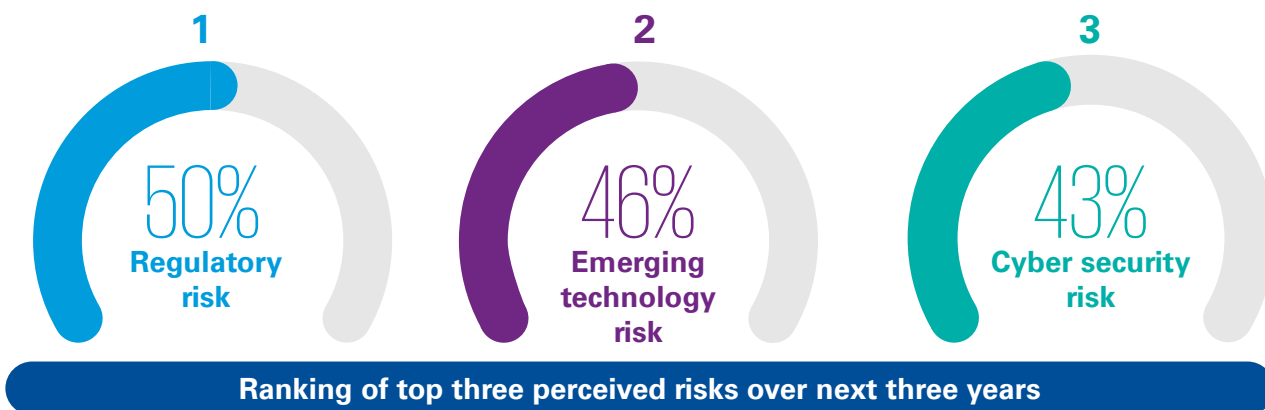 1
50%
Regulatory
risk
2
46%
Emerging
technology
risk
3
43%
Cyber security
risk
Ranking of top three perceived risks over next three years